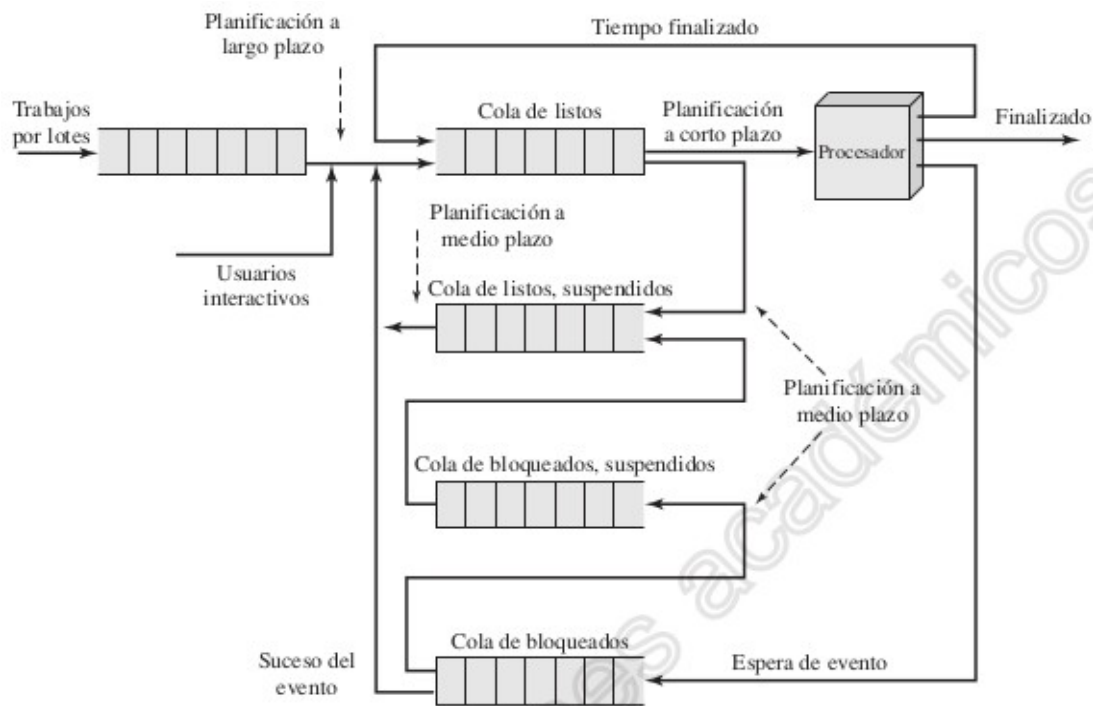 Planificación a
largo plazo
Tiempo finalizado
Trabajos
por lotes
Cola de listos
Planificación
a corto plazo
Procesador
Finalizado
Usuarios
interactivos
Planificación a
medio plazo
Cola de listos, suspendidos
Planificación a
medio plazo
Cola de bloqueados, suspendidos
Cola de bloqueados
Suceso del
evento
Espera de evento
es académicos